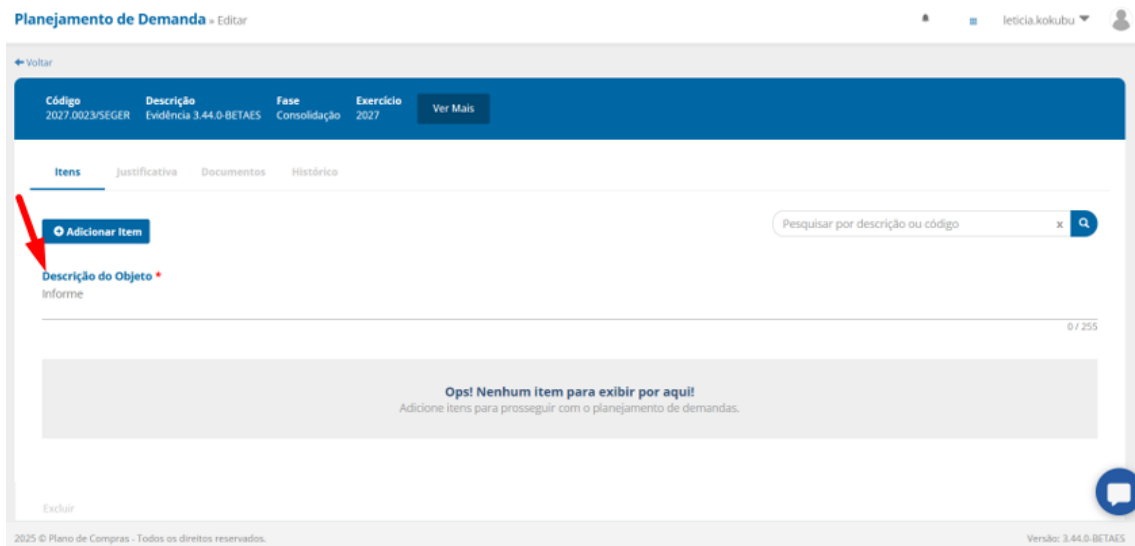 Planejamento de Demanda » Editar
leticia.kokubu
Voltar
Código Descrição Fase Exercício
2027.0023/SEGER Evidência 3.44.0-BETAES Consolidação 2027
Ver Mais
Itens Justificativa Documentos Histórico
Adicionar Item
Pesquisar por descrição ou código x
Descrição do Objeto *
Informe
0 / 255
Ops! Nenhum item para exibir por aqui!
Adicione itens para prosseguir com o planejamento de demandas.
Excluir
2025 © Plano de Compras - Todos os direitos reservados. Versão: 3.44.0-BETAES